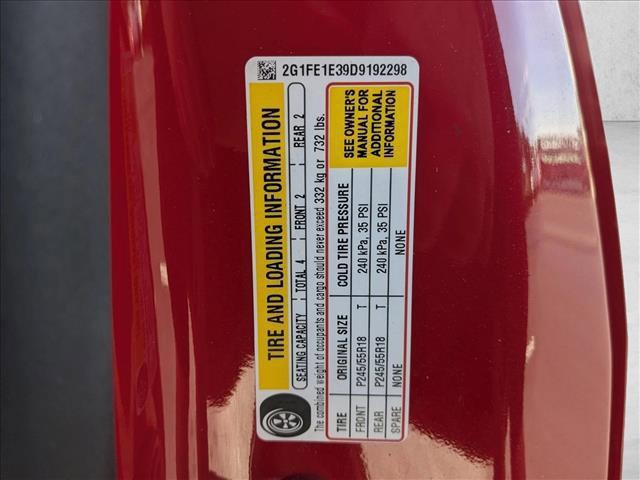 2G1FE1E39D9192298
TIRE AND LOADING INFORMATION
SEATING CAPACITY TOTAL 4 FRONT 2 REAR 2
The combined weight of occupants and cargo should never exceed 332 kg or 732 lbs.
TIRE ORIGINAL SIZE COLD TIRE PRESSURE
FRONT P245/55R18 T 240 kPa, 35 PSI
REAR P245/55R18 T 240 kPa, 35 PSI
SPARE NONE NONE
SEE OWNER'S
MANUAL FOR
ADDITIONAL
INFORMATION